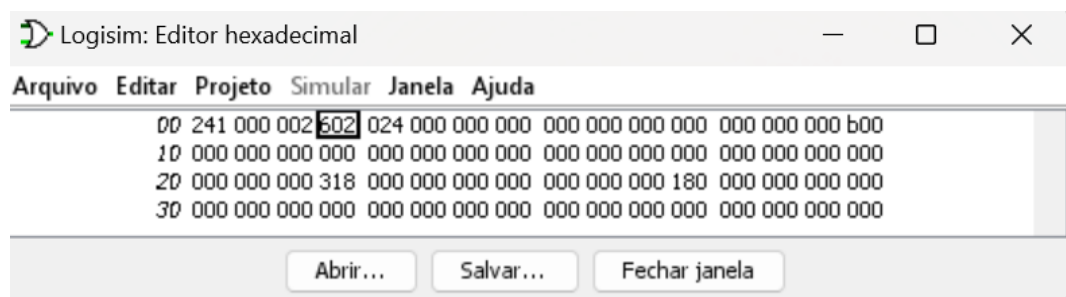 Logisim: Editor hexadecimal
Arquivo Editar Projeto Simular Janela Ajuda
00 241 000 002 602 024 000 000 000 000 000 000 000 000 000 000 b00
10 000 000 000 000 000 000 000 000 000 000 000 000 000 000 000 000
20 000 000 000 318 000 000 000 000 000 000 000 180 000 000 000 000
30 000 000 000 000 000 000 000 000 000 000 000 000 000 000 000 000
Abrir... Salvar... Fechar janela